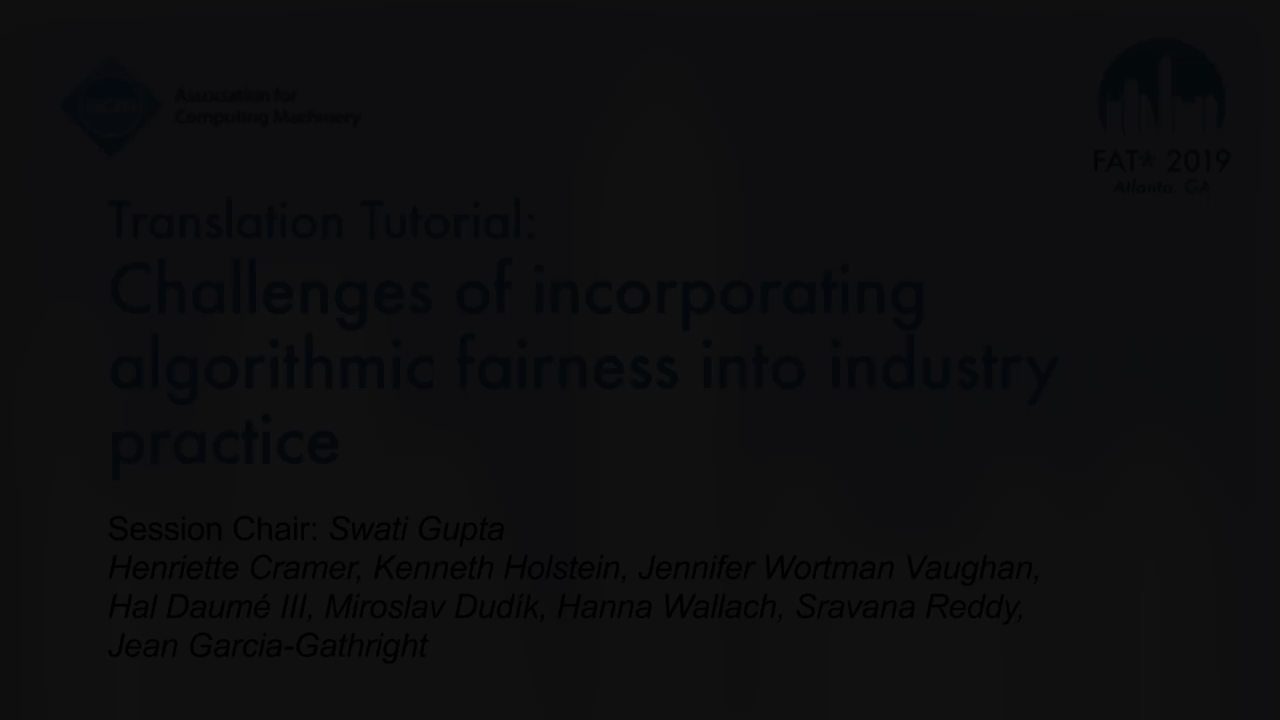 acm
Association for
Computing Machinery
FAT* 2019
Atlanta, GA
Translation Tutorial:
Challenges of incorporating
algorithmic fairness into industry
practice
Session Chair: Swati Gupta
Henriette Cramer, Kenneth Holstein, Jennifer Wortman Vaughan,
Hal Daumé III, Miroslav Dudík, Hanna Wallach, Sravana Reddy,
Jean Garcia-Gathright